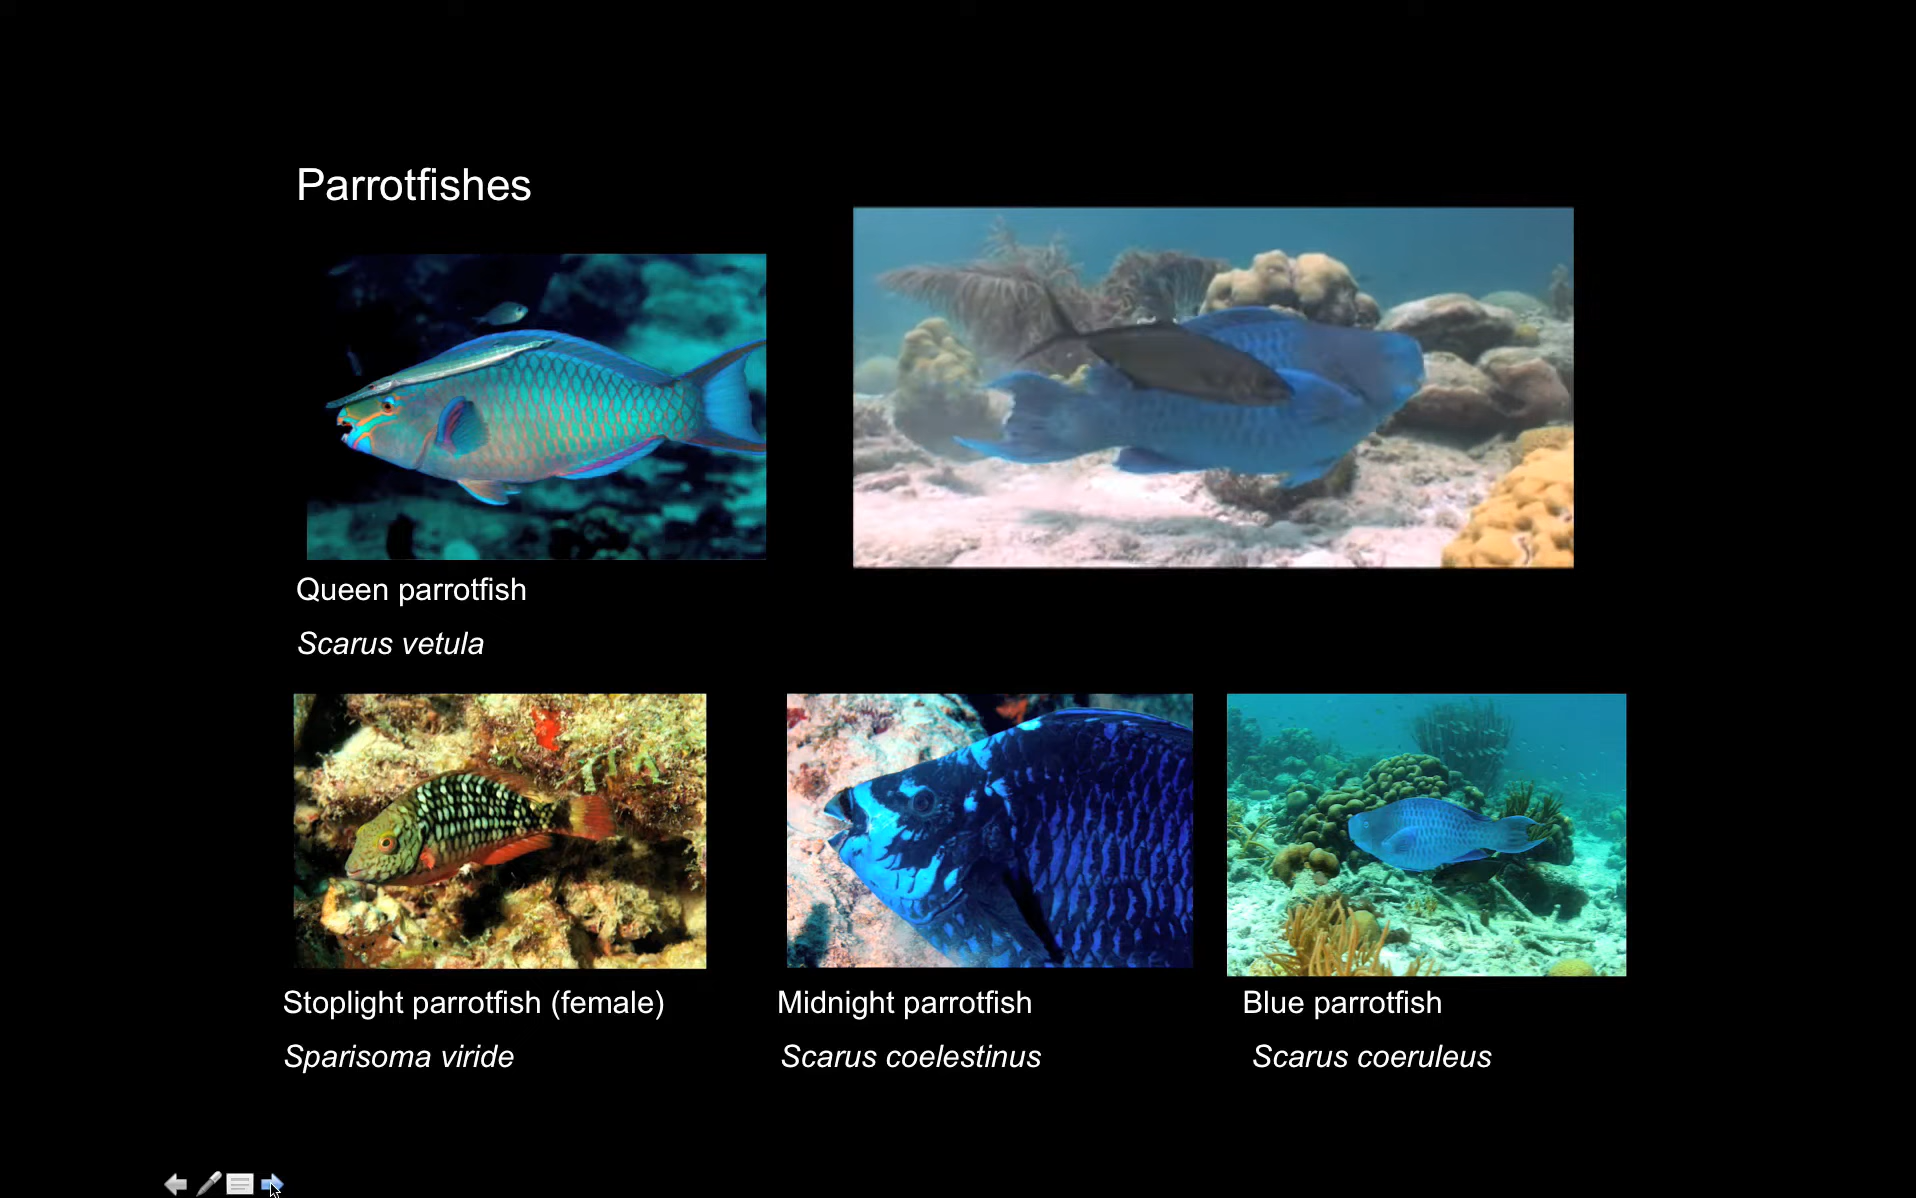 Parrotfishes
Queen parrotfish
Scarus vetula
Stoplight parrotfish (female)
Sparisoma viride
Midnight parrotfish
Scarus coelestinus
Blue parrotfish
Scarus coeruleus